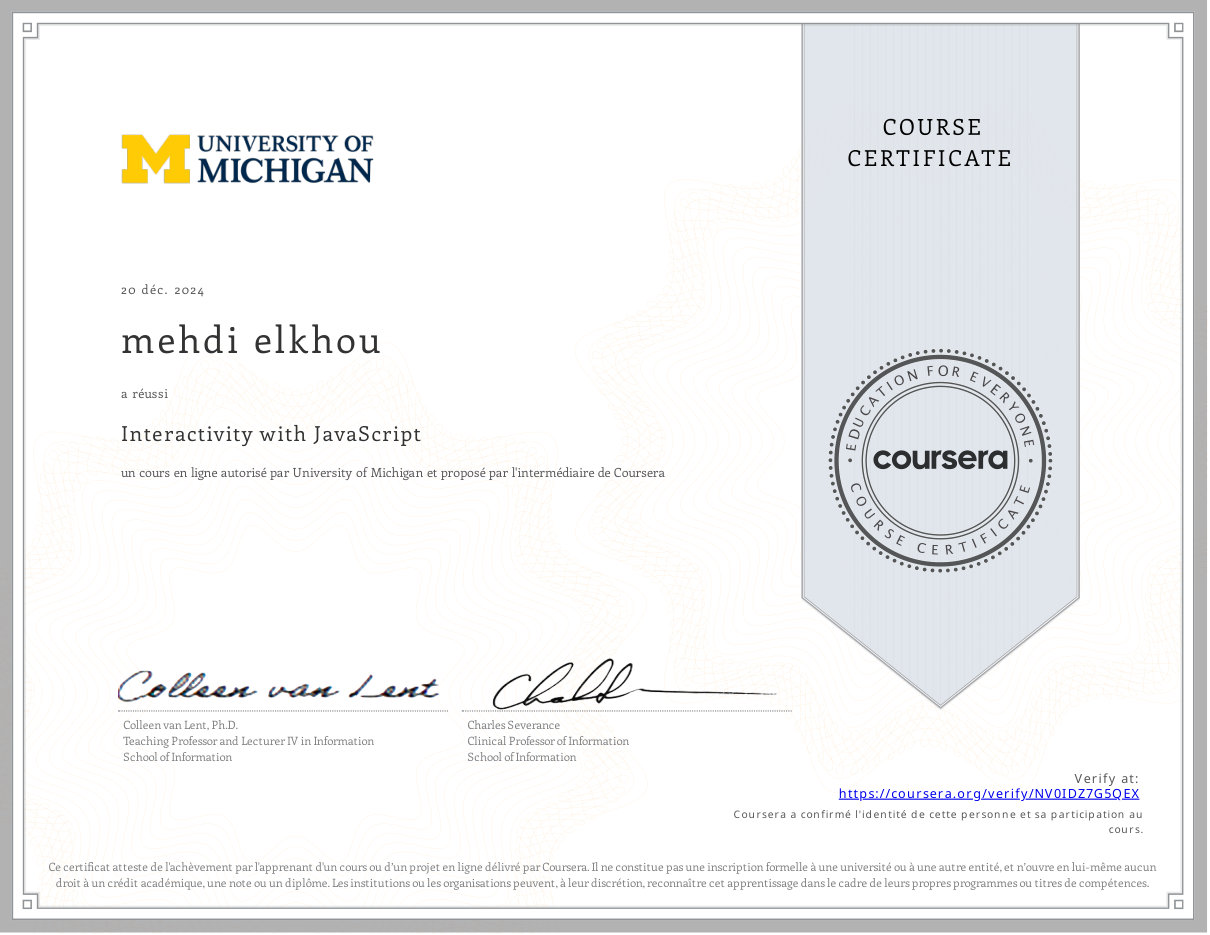 UNIVERSITY OF
MICHIGAN
COURSE
CERTIFICATE
20 déc. 2024
mehdi elkhou
a réussi
Interactivity with JavaScript
un cours en ligne autorisé par University of Michigan et proposé par l'intermédiaire de Coursera
EDUCATION FOR EVERYONE
coursera
COURSE CERTIFICATE
Colleen van Lent
Colleen van Lent, Ph.D.
Teaching Professor and Lecturer IV in Information
School of Information
Charles Severance
Clinical Professor of Information
School of Information
Verify at:
https://coursera.org/verify/NV0IDZ7G5QEX
Coursera a confirmé l'identité de cette personne et sa participation au
cours.
Ce certificat atteste de l'achèvement par l'apprenant d'un cours ou d'un projet en ligne délivré par Coursera. Il ne constitue pas une inscription formelle à une université ou à une autre entité, et n'ouvre en lui-même aucun
droit à un crédit académique, une note ou un diplôme. Les institutions ou les organisations peuvent, à leur discrétion, reconnaître cet apprentissage dans le cadre de leurs propres programmes ou titres de compétences.